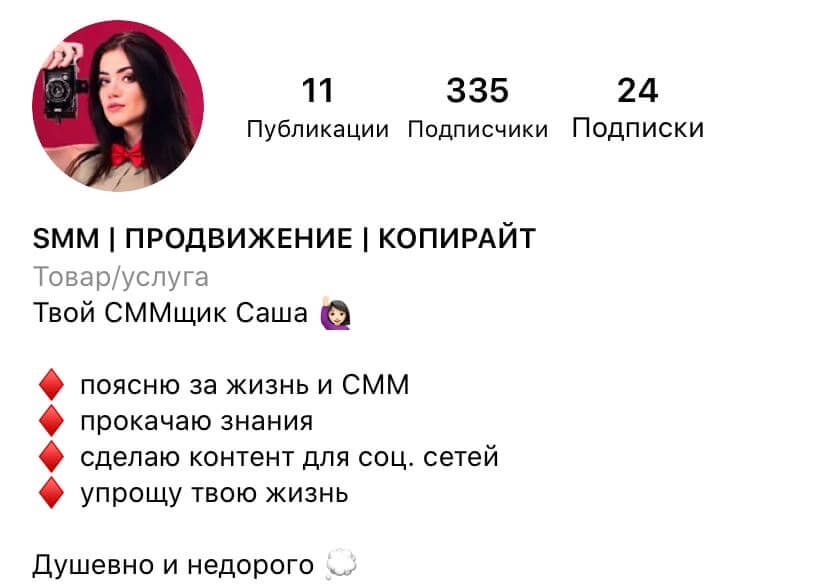 11 335 24
Публикации Подписчики Подписки
SMM | ПРОДВИЖЕНИЕ | КОПИРАЙТ
Товар/услуга
Твой СММщик Саша 🙋🏻‍♀️
♦️ поясню за жизнь и СММ
♦️ прокачаю знания
♦️ сделаю контент для соц. сетей
♦️ упрощу твою жизнь
Душевно и недорого 💭